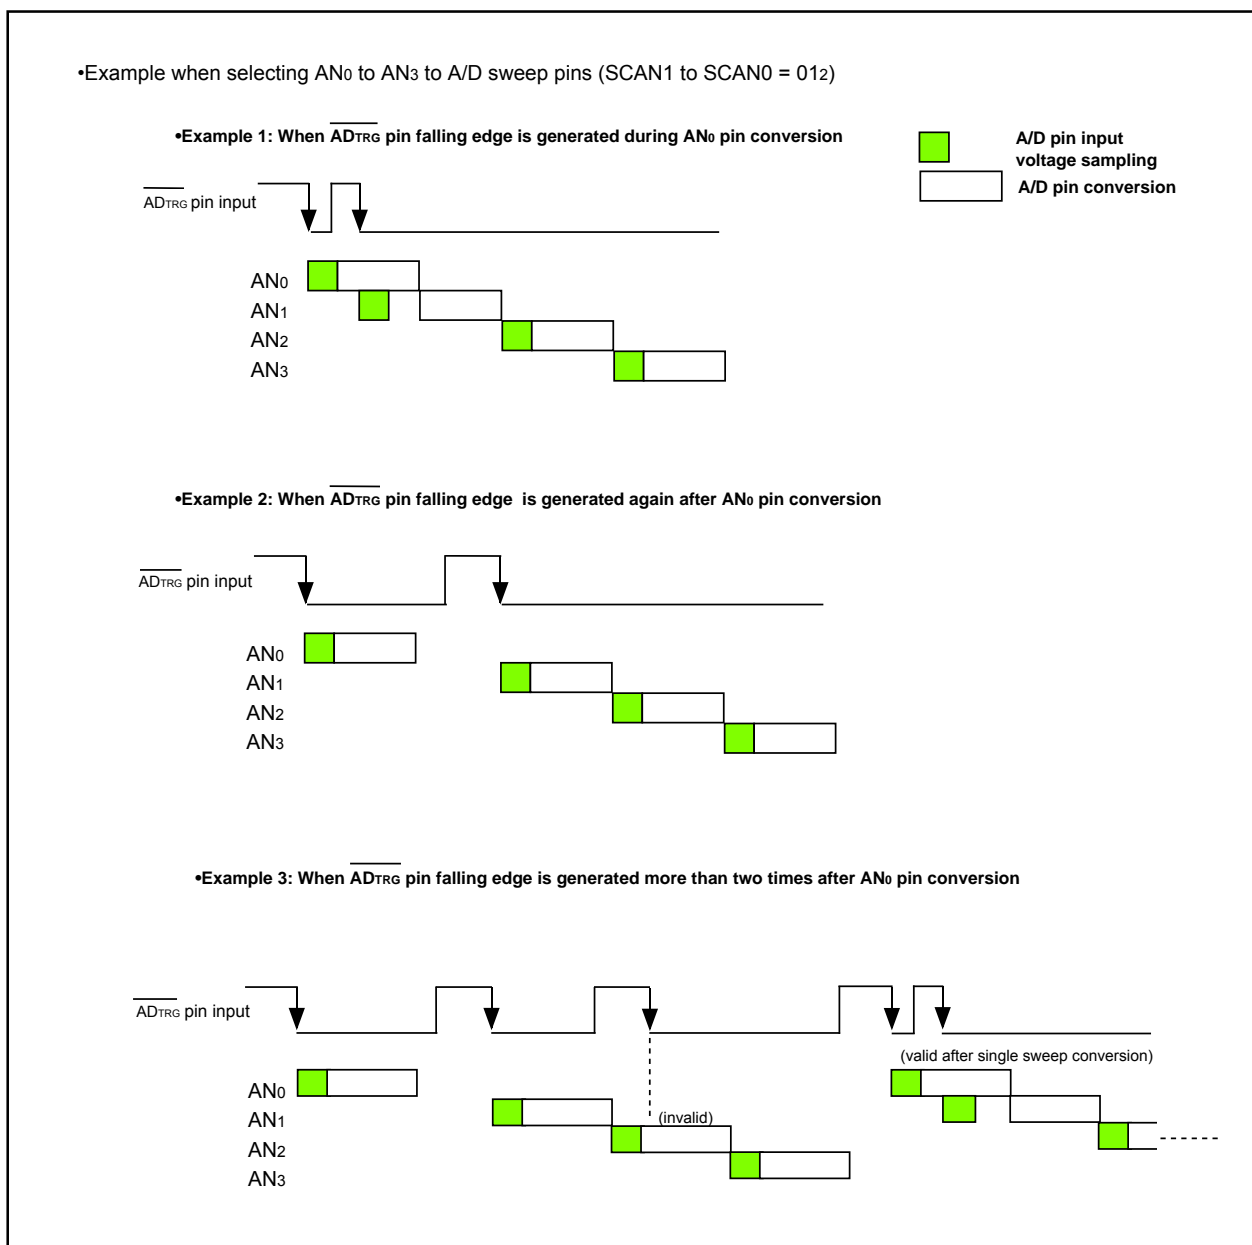 •Example when selecting AN0 to AN3 to A/D sweep pins (SCAN1 to SCAN0 = 012)
•Example 1: When ADTRG pin falling edge is generated during AN0 pin conversion
A/D pin input
voltage sampling
A/D pin conversion
ADTRG pin input
AN0
AN1
AN2
AN3
•Example 2: When ADTRG pin falling edge is generated again after AN0 pin conversion
ADTRG pin input
AN0
AN1
AN2
AN3
•Example 3: When ADTRG pin falling edge is generated more than two times after AN0 pin conversion
ADTRG pin input
(valid after single sweep conversion)
AN0
AN1
(invalid)
AN2
AN3